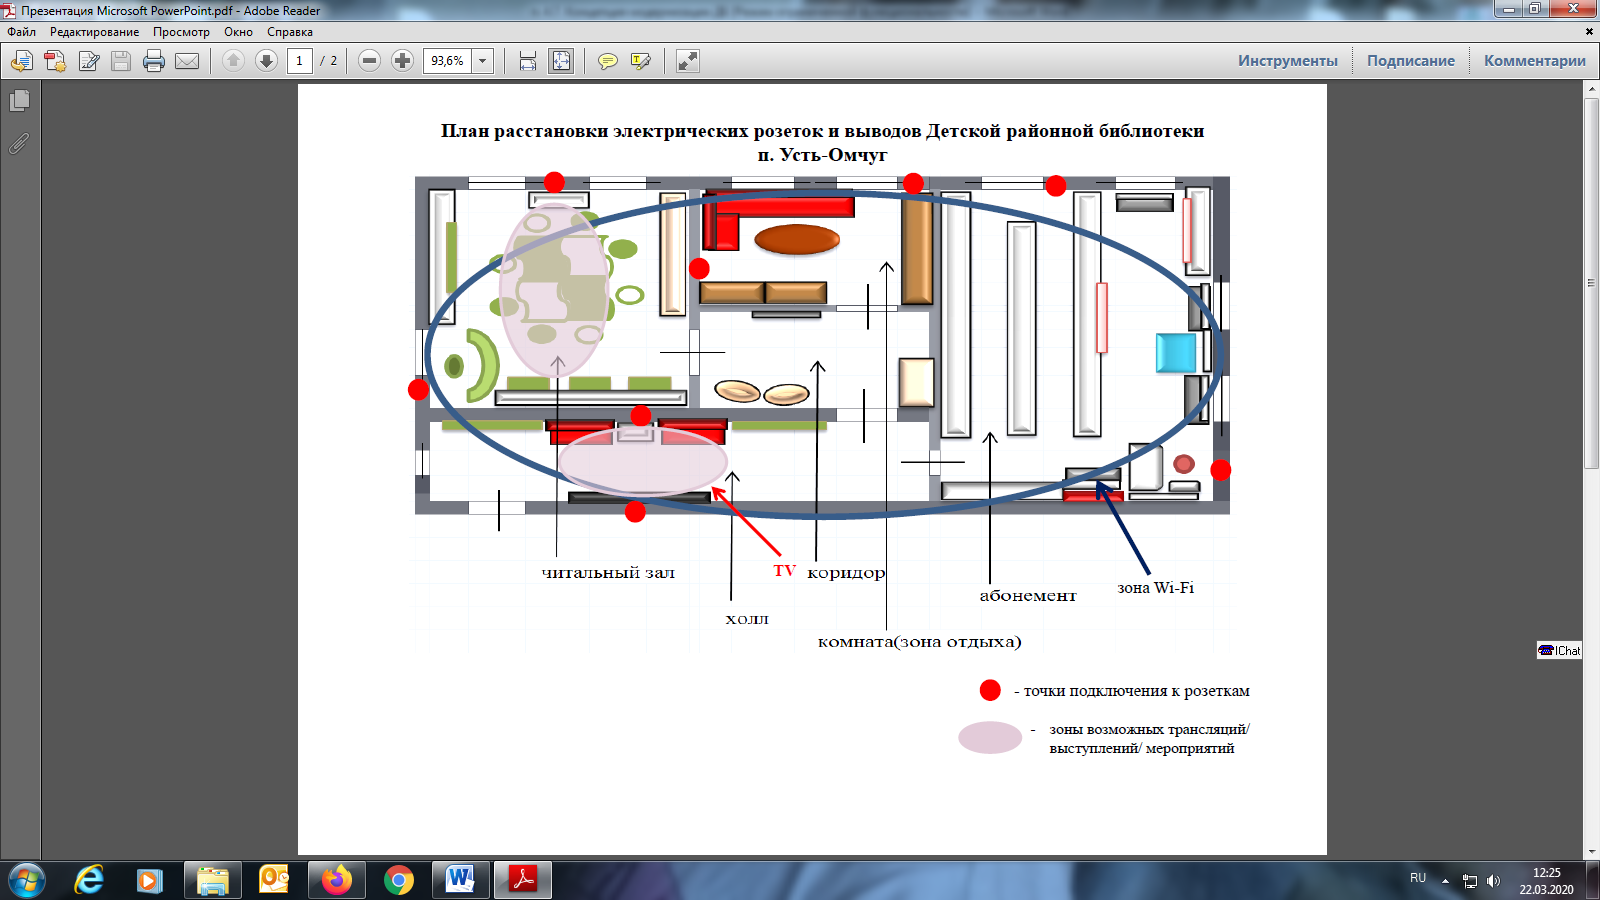 Презентация Microsoft PowerPoint.pdf - Adobe Reader
Файл Редактирование Просмотр Окно Справка
1 / 2 93,6% Инструменты Подписание Комментарии
План расстановки электрических розеток и выводов Детской районной библиотеки
п. Усть-Омчуг
читальный зал
TV
коридор
зона Wi-Fi
абонемент
холл
комната(зона отдыха)
- точки подключения к розеткам
- зоны возможных трансляций/
выступлений/ мероприятий
IChat
RU
12:25
22.03.2020